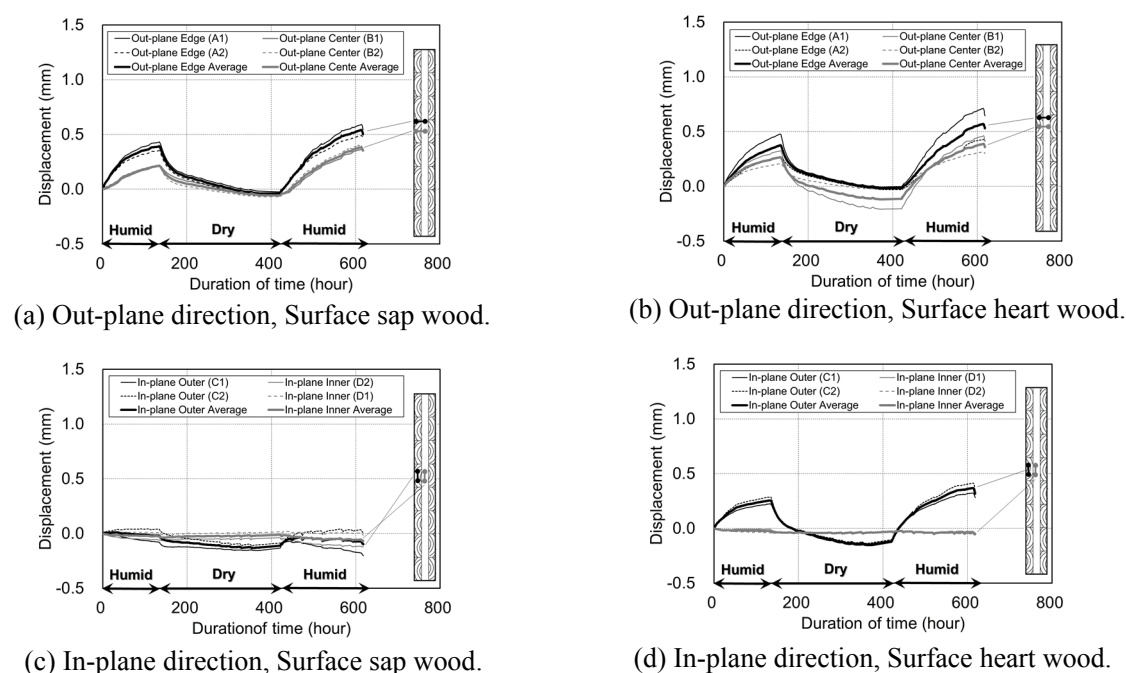 1.5
Out-plane Edge (A1) Out-plane Center (B1)
Out-plane Edge (A2) Out-plane Center (B2)
Out-plane Edge Average Out-plane Cente Average
1.0
0.5
0.0
-0.5
Displacement (mm)
Humid Dry Humid
0 200 400 600 800
Duration of time (hour)
(a) Out-plane direction, Surface sap wood.
1.5
Out-plane Edge (A1) Out-plane Center (B1)
Out-plane Edge (A2) Out-plane Center (B2)
Out-plane Edge Average Out-plane Center Average
1.0
0.5
0.0
-0.5
Displacement (mm)
Humid Dry Humid
0 200 400 600 800
Duration of time (hour)
(b) Out-plane direction, Surface heart wood.
1.5
In-plane Outer (C1) In-plane Inner (D2)
In-plane Outer (C2) In-plane Inner (D1)
In-plane Outer Average In-plane Inner Average
1.0
0.5
0.0
-0.5
Displacement (mm)
Humid Dry Humid
0 200 400 600 800
Durationof time (hour)
(c) In-plane direction, Surface sap wood.
1.5
In-plane Outer (C1) In-plane Inner (D1)
In-plane Outer (C2) In-plane Inner (D2)
In-plane Outer Average In-plane Inner Average
1.0
0.5
0.0
-0.5
Displacement (mm)
Humid Dry Humid
0 200 400 600 800
Duration of time (hour)
(d) In-plane direction, Surface heart wood.